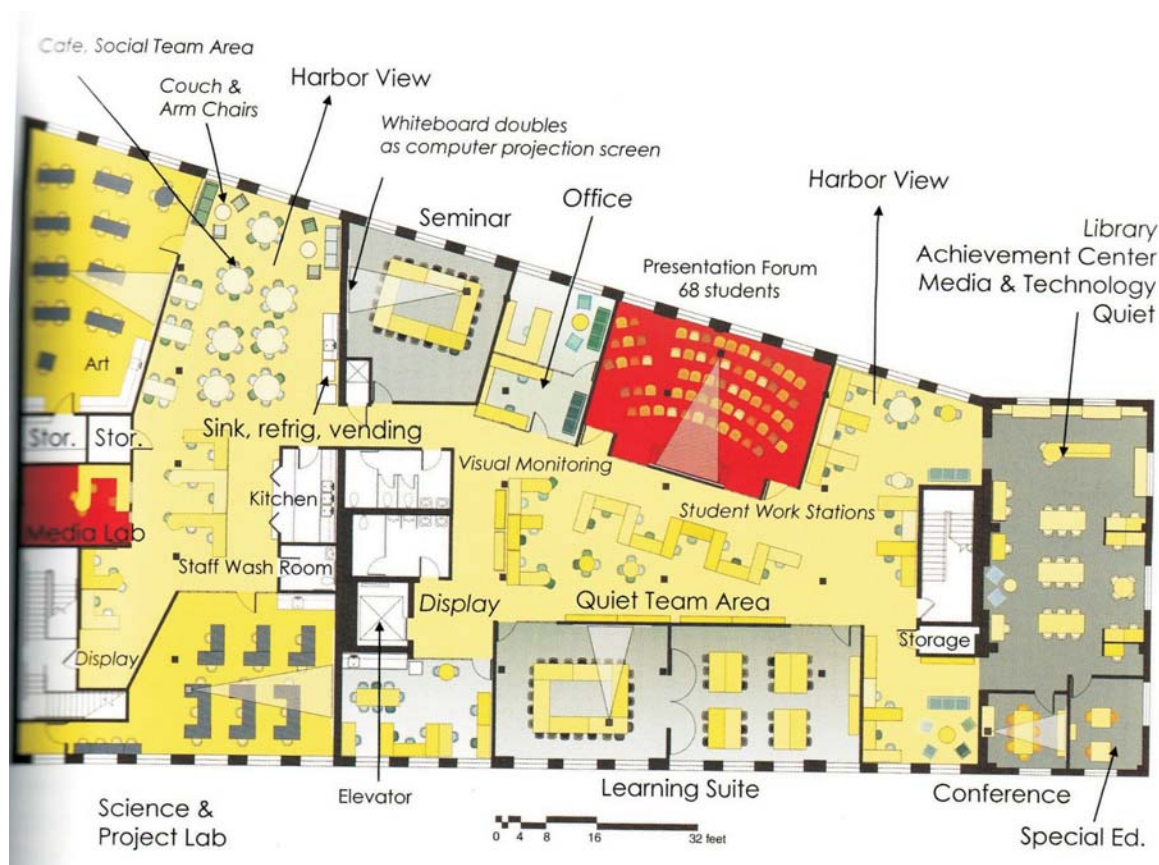 Cafe, Social Team Area
Couch &
Arm Chairs
Harbor View
Whiteboard doubles
as computer projection screen
Seminar
Office
Harbor View
Presentation Forum
68 students
Library
Achievement Center
Media & Technology
Quiet
Art
Stor.
Stor.
Sink, refrig, vending
Visual Monitoring
Kitchen
Student Work Stations
Media Lab
Staff Wash Room
Display
Quiet Team Area
Storage
Display
Elevator
Learning Suite
Conference
Science &
Project Lab
Special Ed.
0 4 8 16 32 feet